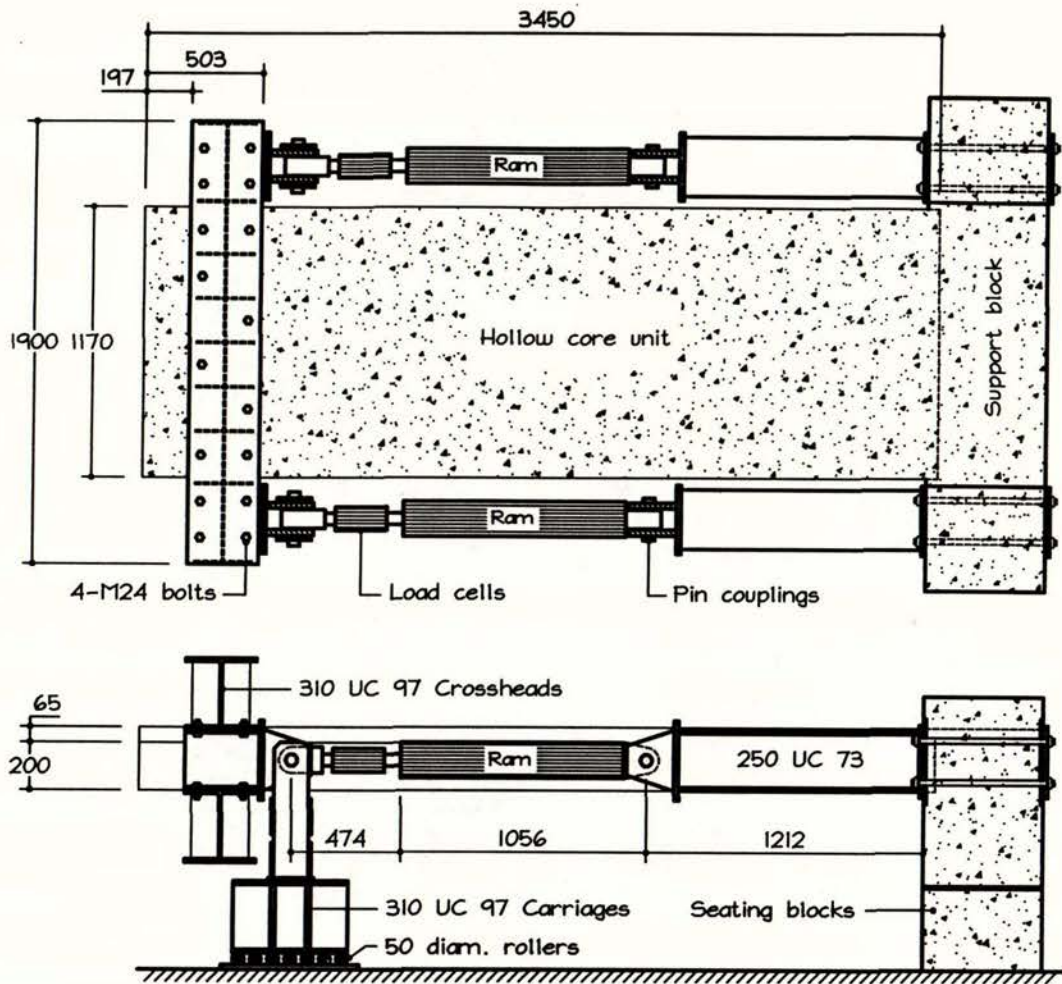 3450
503
197
Ram
1900
1170
Hollow core unit
Support block
Ram
4-M24 bolts
Load cells
Pin couplings
310 UC 97 Crossheads
65
200
Ram
250 UC 73
474
1056
1212
310 UC 97 Carriages
Seating blocks
50 diam. rollers